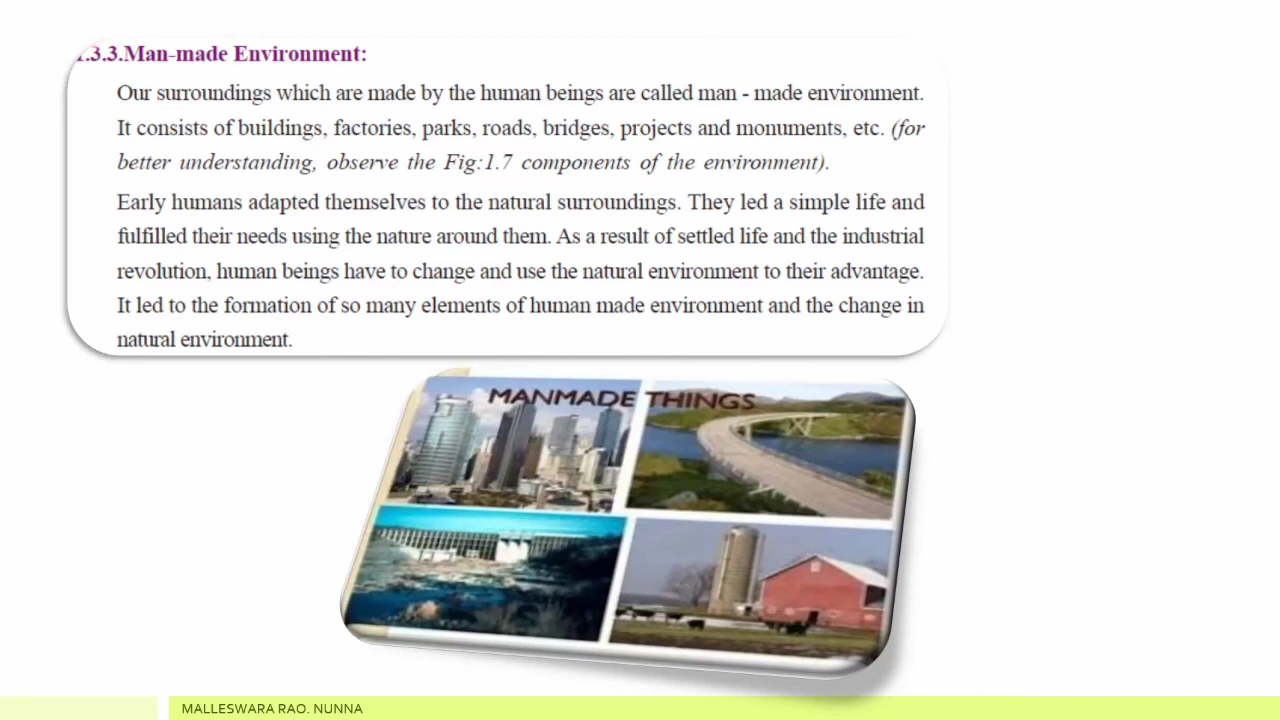 .3.3.Man-made Environment:
Our surroundings which are made by the human beings are called man - made environment.
It consists of buildings, factories, parks, roads, bridges, projects and monuments, etc. (for
better understanding, observe the Fig:1.7 components of the environment).
Early humans adapted themselves to the natural surroundings. They led a simple life and
fulfilled their needs using the nature around them. As a result of settled life and the industrial
revolution, human beings have to change and use the natural environment to their advantage.
It led to the formation of so many elements of human made environment and the change in
natural environment.
MANMADE THINGS
MALLESWARA RAO. NUNNA